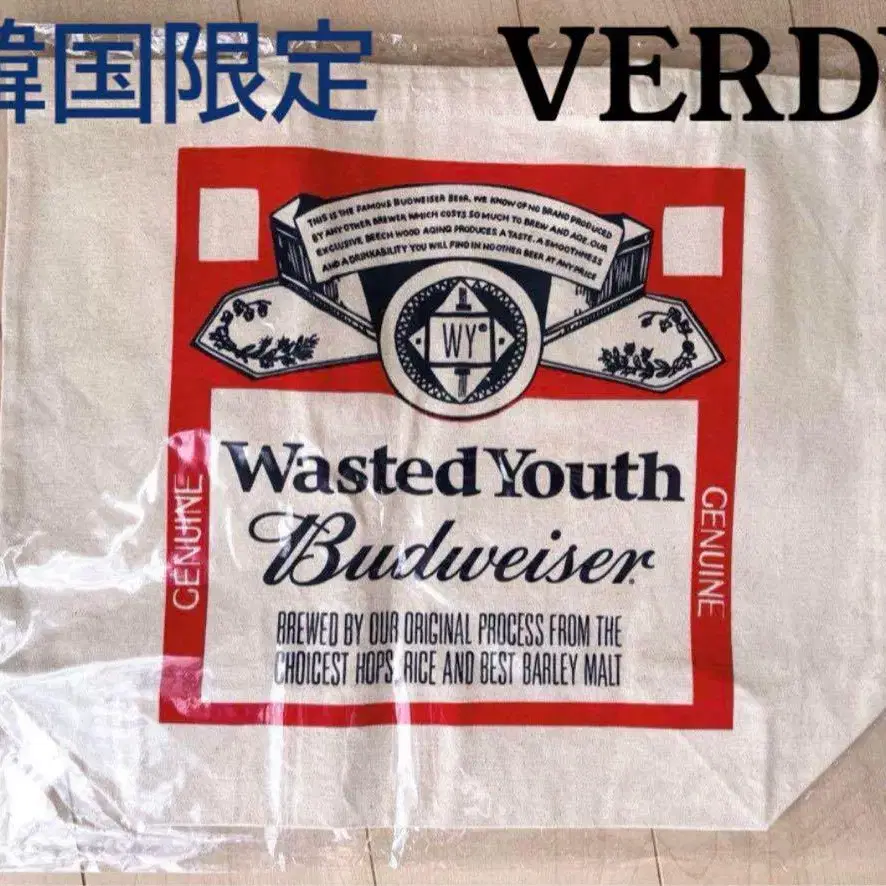 韓国限定
VERDY
THIS IS THE FAMOUS BUDWEISER BEER. WE KNOW OF NO BRAND PRODUCED
BY ANY OTHER BREWER WHICH COSTS SO MUCH TO BREW AND AGE. OUR
EXCLUSIVE BEECH WOOD AGING PRODUCES A TASTE, A SMOOTHNESS
AND A DRINKABILITY YOU WILL FIND IN NO OTHER BEER AT ANY PRICE
WY®
Wasted Youth
Budweiser
GENUINE
GENUINE
BREWED BY OUR ORIGINAL PROCESS FROM THE
CHOICEST HOPS, RICE AND BEST BARLEY MALT